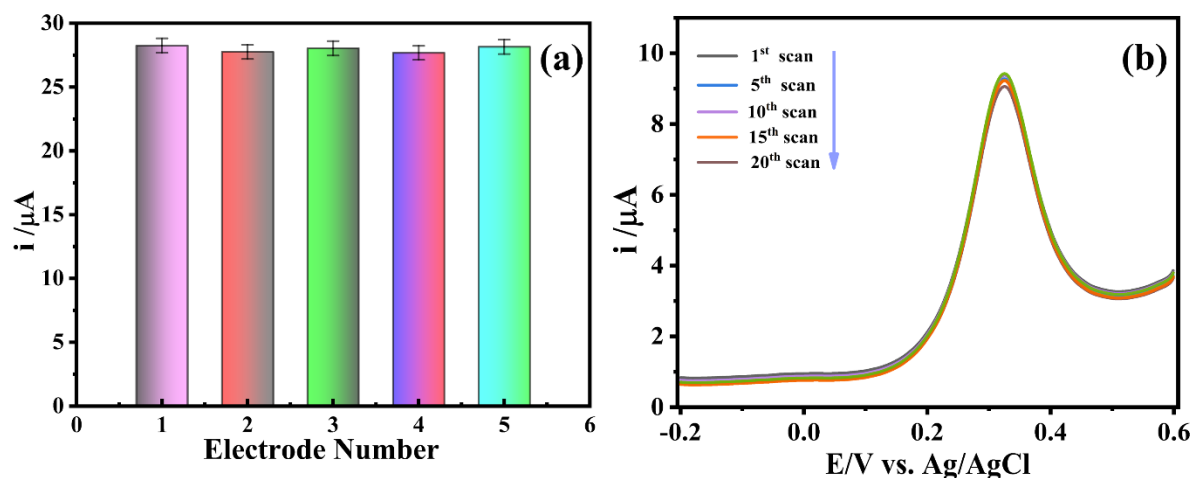 (a)
30
25
20
15
10
5
0
0 1 2 3 4 5 6
i /μA
Electrode Number
(b)
1st scan
5th scan
10th scan
15th scan
20th scan
10
8
6
4
2
0
-0.2 0.0 0.2 0.4 0.6
i /μA
E/V vs. Ag/AgCl